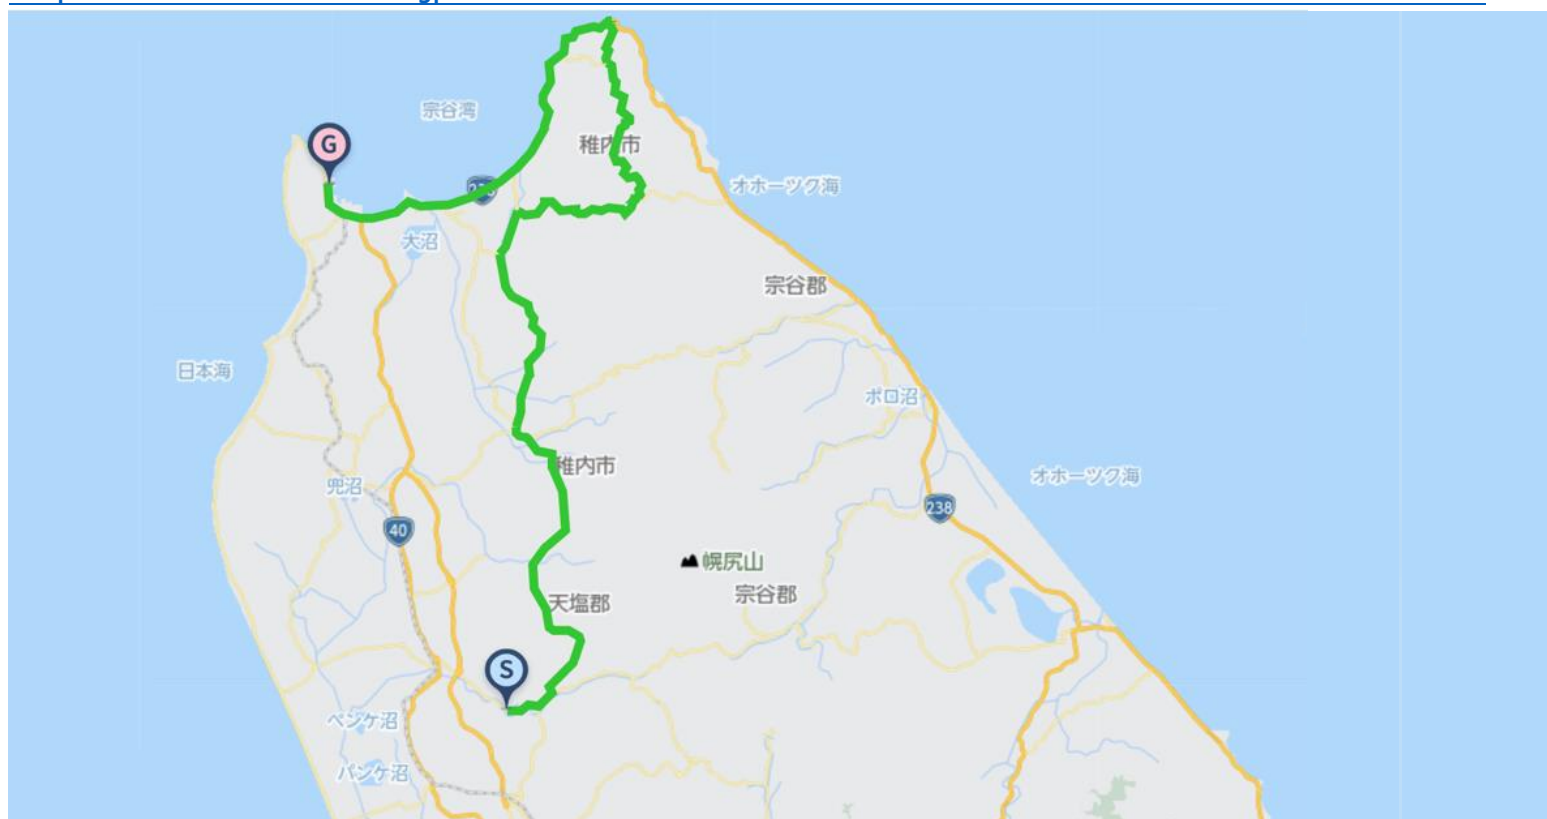 宗谷湾
G
稚内市
オホーツク海
大沼
宗谷郡
日本海
ポロ沼
稚内市
オホーツク海
兜沼
238
40
幌尻山
宗谷郡
天塩郡
S
ペンケ沼
パンケ沼